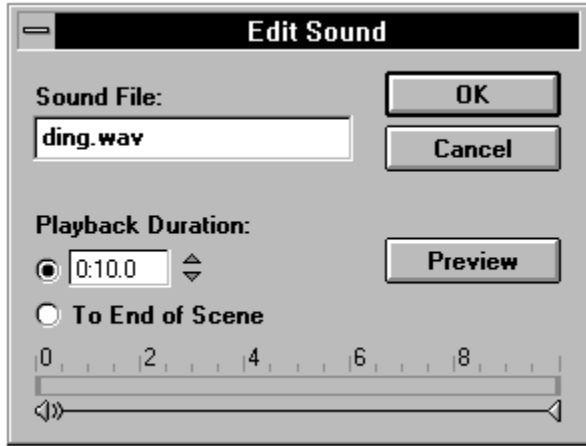 Edit Sound
Sound File:
ding.wav
OK
Cancel
Playback Duration:
0:10.0
Preview
To End of Scene
0 2 4 6 8